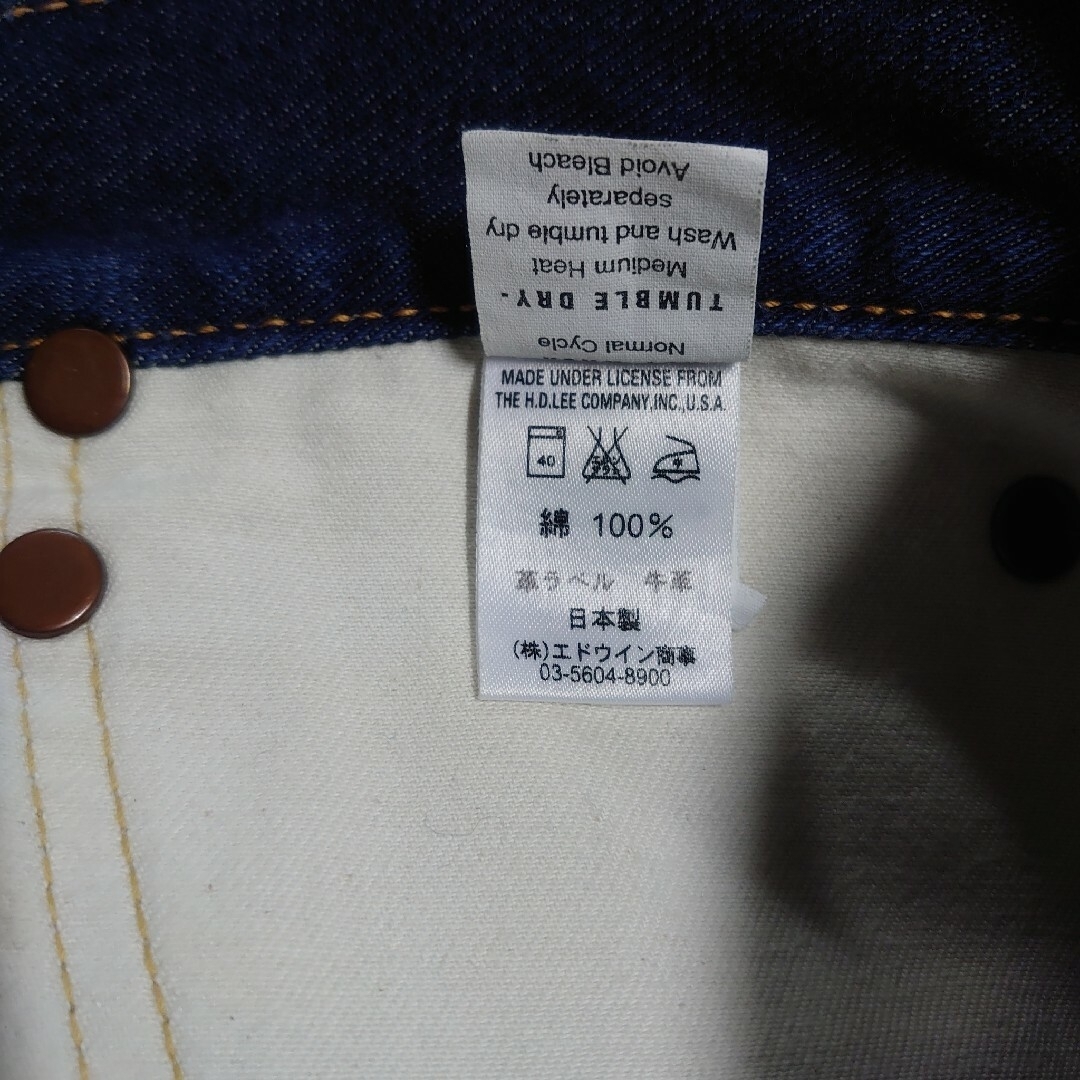 Normal Cycle
TUMBLE DRY -
Medium Heat
Wash and tumble dry
separately
Avoid Bleach
MADE UNDER LICENSE FROM
THE H.D.LEE COMPANY,INC.,U.S.A.
40
綿 100%
革ラベル 牛革
日本製
(株)エドウイン商事
03-5604-8900